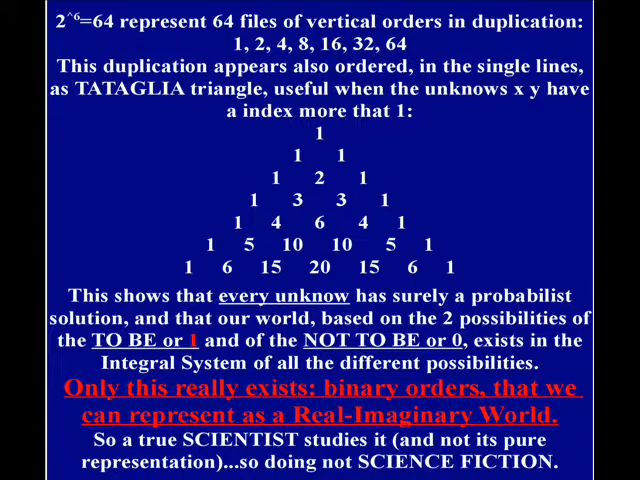 2^6=64 represent 64 files of vertical orders in duplication:
1, 2, 4, 8, 16, 32, 64
This duplication appears also ordered, in the single lines,
as TATAGLIA triangle, useful when the unknows x y have
a index more that 1:
1
1 1
1 2 1
1 3 3 1
1 4 6 4 1
1 5 10 10 5 1
1 6 15 20 15 6 1
This shows that every unknow has surely a probabilist
solution, and that our world, based on the 2 possibilities of
the TO BE or 1 and of the NOT TO BE or 0, exists in the
Integral System of all the different possibilities.
Only this really exists: binary orders, that we
can represent as a Real-Imaginary World.
So a true SCIENTIST studies it (and not its pure
representation)...so doing not SCIENCE FICTION.